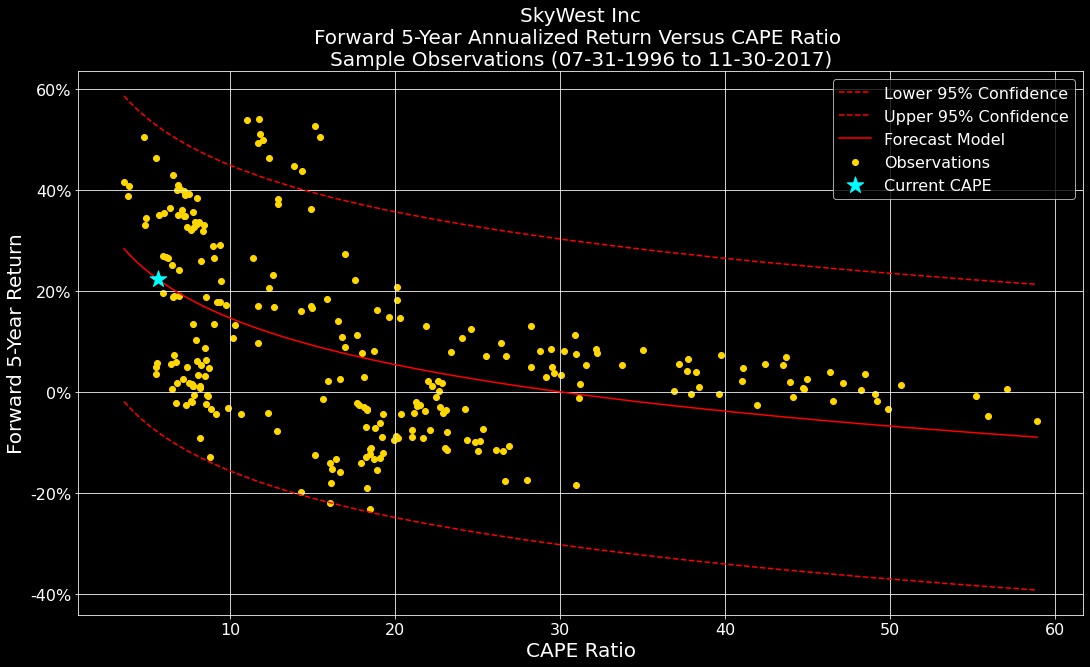 SkyWest Inc
Forward 5-Year Annualized Return Versus CAPE Ratio
Sample Observations (07-31-1996 to 11-30-2017)
Lower 95% Confidence
Upper 95% Confidence
Forecast Model
Observations
Current CAPE
Forward 5-Year Return
60%
40%
20%
0%
-20%
-40%
10 20 30 40 50 60
CAPE Ratio